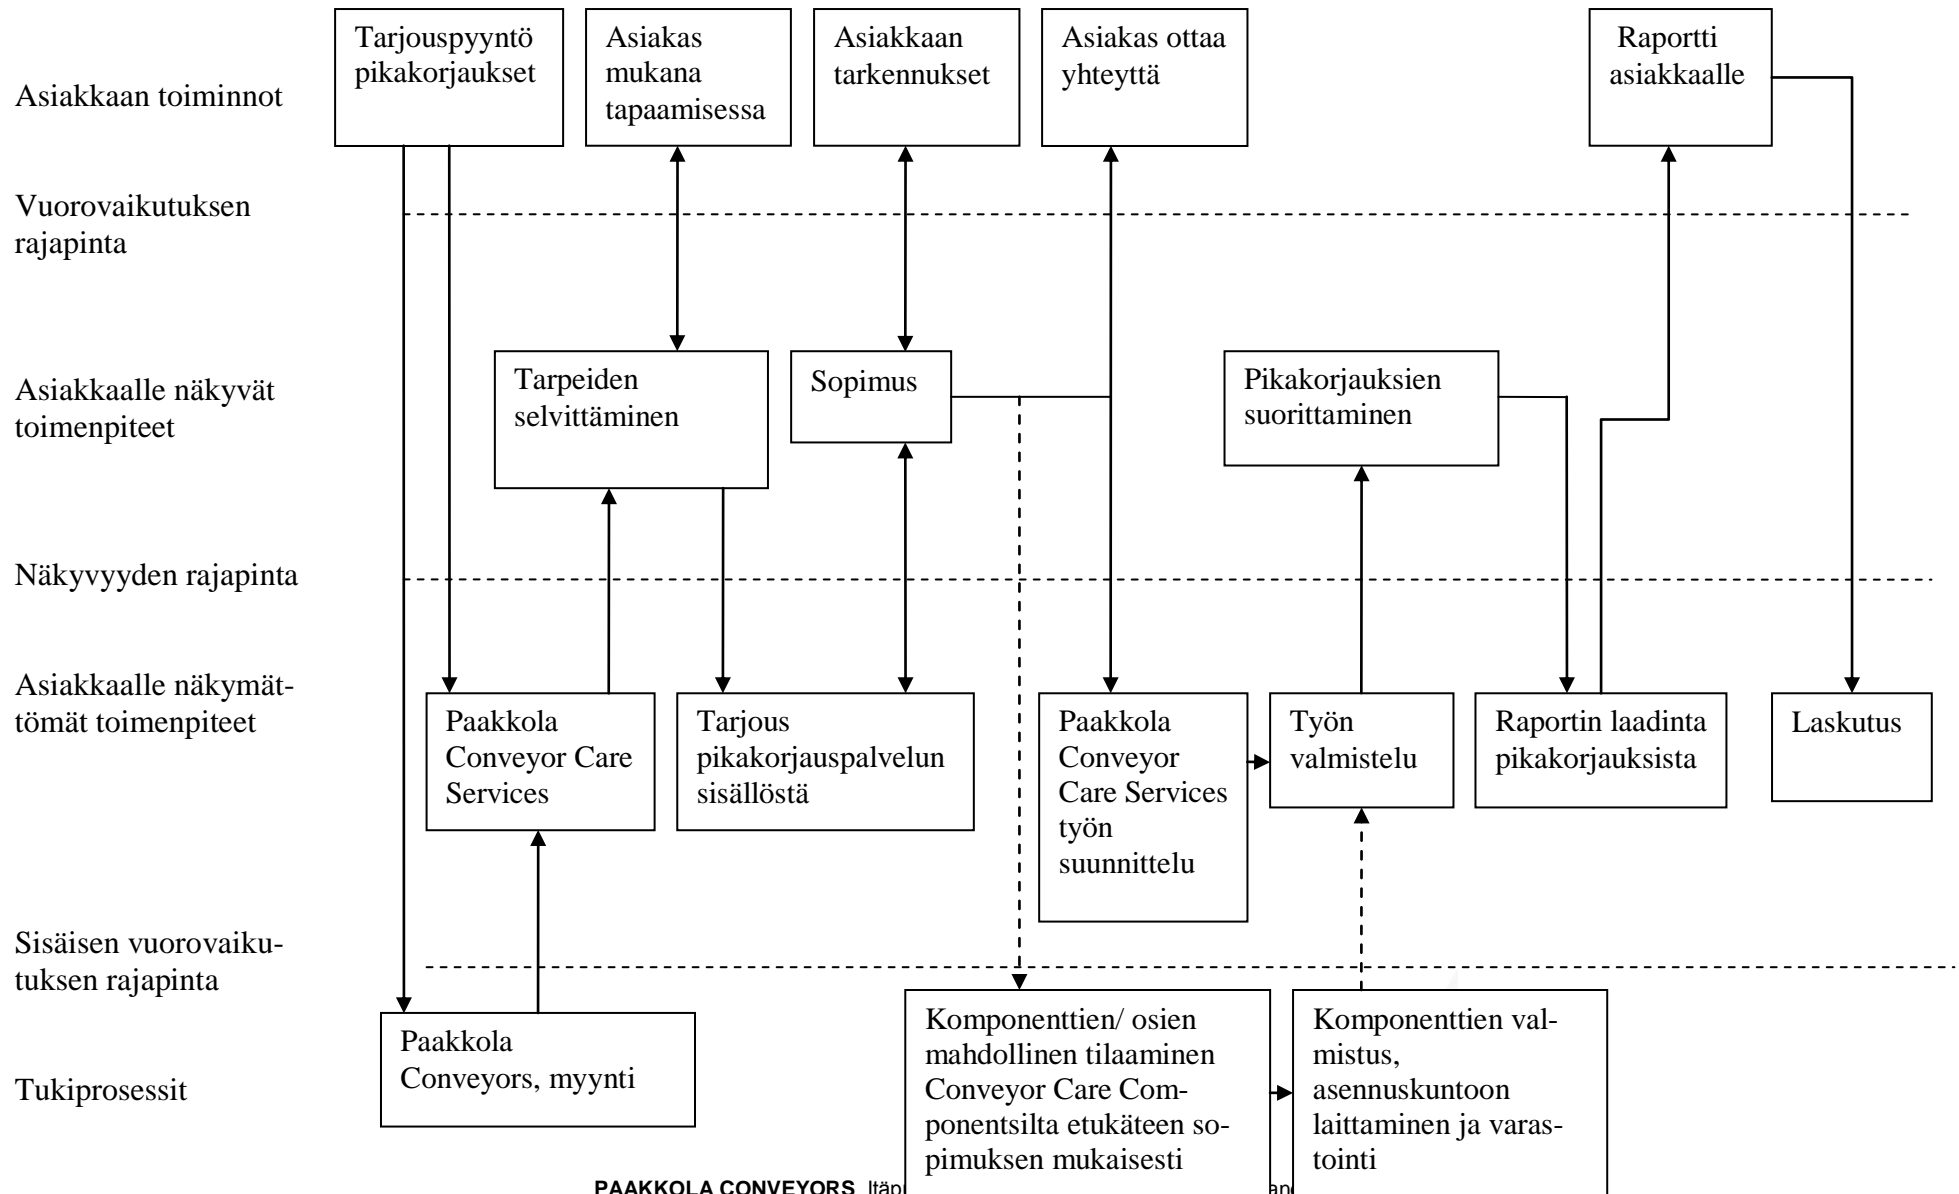 Tarjouspyyntö
pikakorjaukset
Asiakas
mukana
tapaamisessa
Asiakkaan
tarkennukset
Asiakas ottaa
yhteyttä
Raportti
asiakkaalle
Asiakkaan toiminnot
Vuorovaikutuksen
rajapinta
Asiakkaalle näkyvät
toimenpiteet
Tarpeiden
selvittäminen
Sopimus
Pikakorjauksien
suorittaminen
Näkyvyyden rajapinta
Asiakkaalle näkymät-
tömät toimenpiteet
Paakkola
Conveyor Care
Services
Tarjous
pikakorjauspalvelun
sisällöstä
Paakkola
Conveyor
Care Services
työn
suunnittelu
Työn
valmistelu
Raportin laadinta
pikakorjauksista
Laskutus
Sisäisen vuorovaiku-
tuksen rajapinta
Tukiprosessit
Paakkola
Conveyors, myynti
Komponenttien/ osien
mahdollinen tilaaminen
Conveyor Care Com-
ponentsilta etukäteen so-
pimuksen mukaisesti
Komponenttien val-
mistus,
asennuskuntoon
laittaminen ja varas-
tointi
PAAKKOLA CONVEYORS